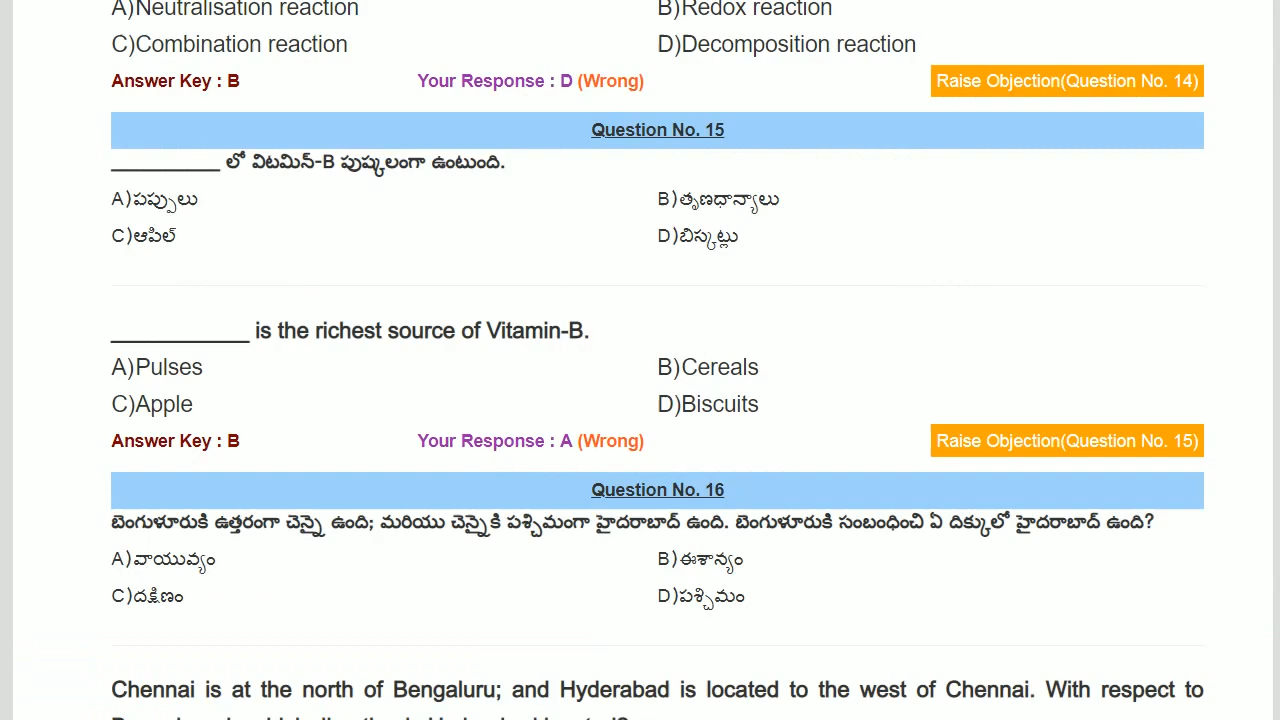 A)Neutralisation reaction B)Redox reaction
C)Combination reaction D)Decomposition reaction
Answer Key : B Your Response : D (Wrong) Raise Objection(Question No. 14)
Question No. 15
__________ లో విటమిన్-B పుష్కలంగా ఉంటుంది.
A)పప్పులు B)తృణధాన్యాలు
C)ఆపిల్ D)బిస్కట్లు
___________ is the richest source of Vitamin-B.
A)Pulses B)Cereals
C)Apple D)Biscuits
Answer Key : B Your Response : A (Wrong) Raise Objection(Question No. 15)
Question No. 16
బెంగుళూరుకి ఉత్తరంగా చెన్నై ఉంది; మరియు చెన్నైకి పశ్చిమంగా హైదరాబాద్ ఉంది. బెంగుళూరుకి సంబంధించి ఏ దిక్కులో హైదరాబాద్ ఉంది?
A)వాయువ్యం B)ఈశాన్యం
C)దక్షిణం D)పశ్చిమం
Chennai is at the north of Bengaluru; and Hyderabad is located to the west of Chennai. With respect to